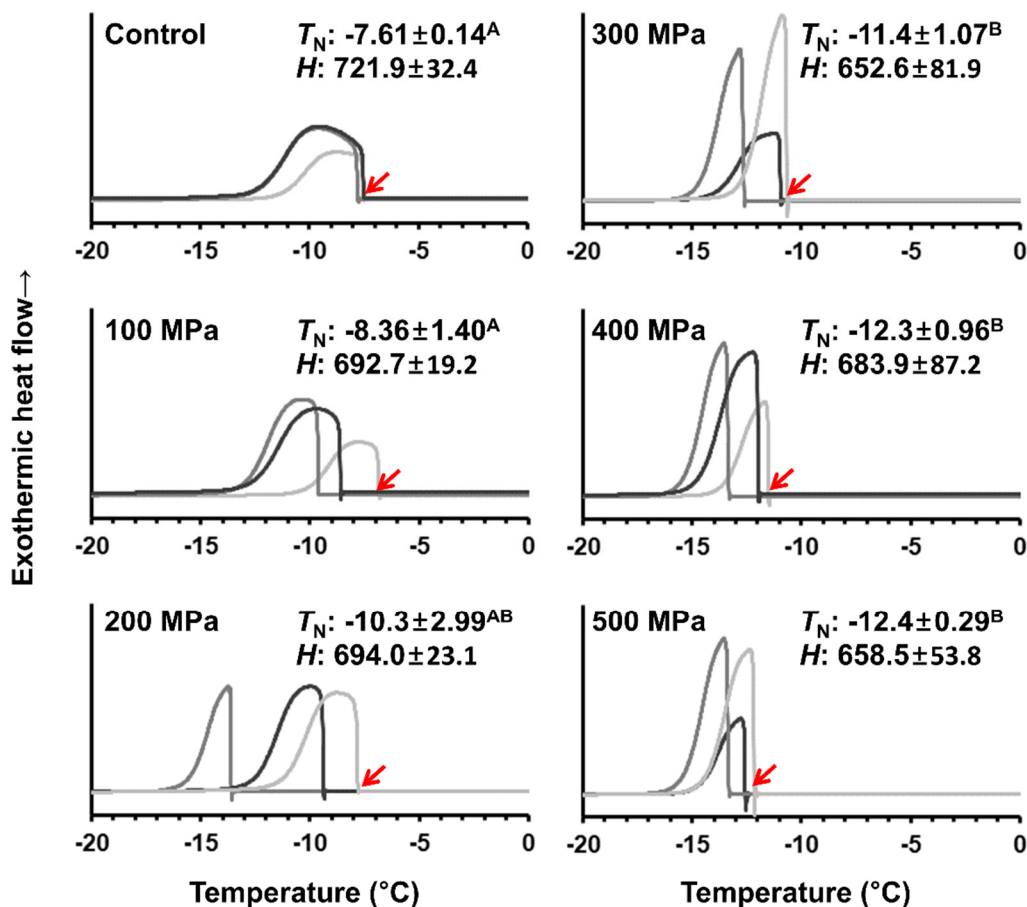 Exothermic heat flow→
Control
T_N: -7.61±0.14^A
H: 721.9±32.4
-20 -15 -10 -5 0
300 MPa
T_N: -11.4±1.07^B
H: 652.6±81.9
-20 -15 -10 -5 0
100 MPa
T_N: -8.36±1.40^A
H: 692.7±19.2
-20 -15 -10 -5 0
400 MPa
T_N: -12.3±0.96^B
H: 683.9±87.2
-20 -15 -10 -5 0
200 MPa
T_N: -10.3±2.99^AB
H: 694.0±23.1
-20 -15 -10 -5 0
500 MPa
T_N: -12.4±0.29^B
H: 658.5±53.8
-20 -15 -10 -5 0
Temperature (°C)
Temperature (°C)